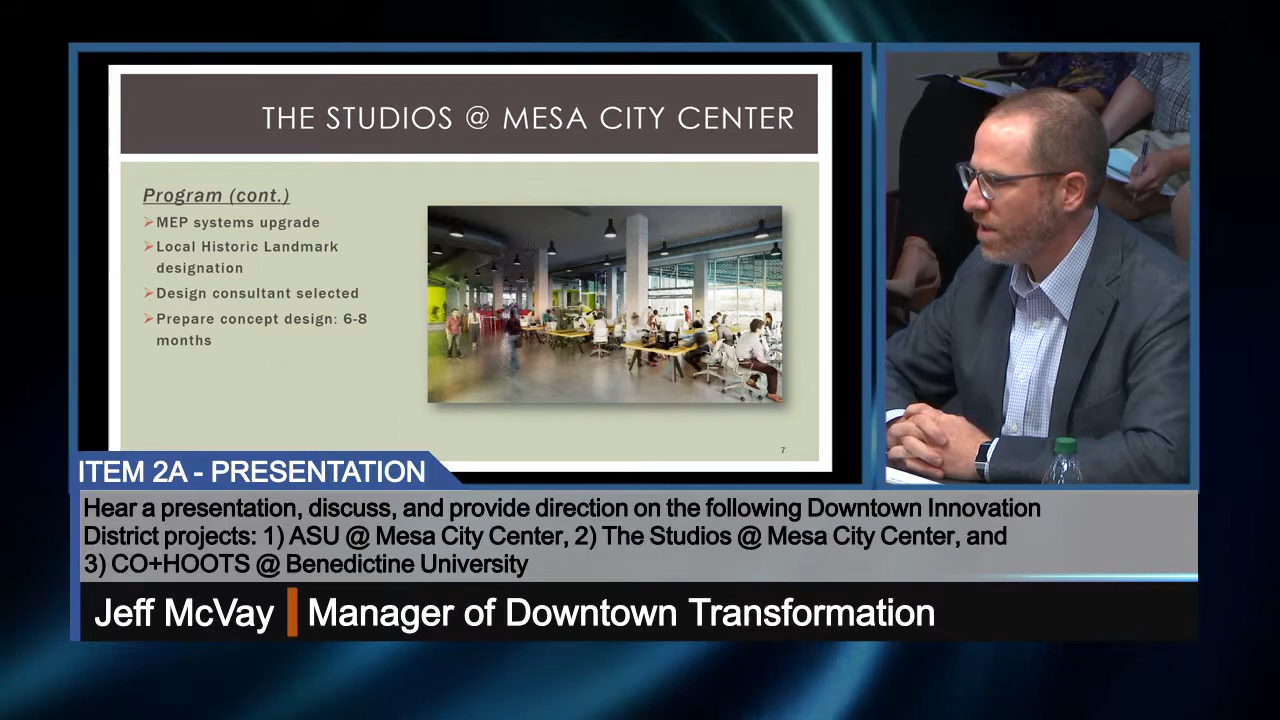 THE STUDIOS @ MESA CITY CENTER
Program (cont.)
➢MEP systems upgrade
➢Local Historic Landmark
designation
➢Design consultant selected
➢Prepare concept design: 6-8
months
7
ITEM 2A - PRESENTATION
Hear a presentation, discuss, and provide direction on the following Downtown Innovation
District projects: 1) ASU @ Mesa City Center, 2) The Studios @ Mesa City Center, and
3) CO+HOOTS @ Benedictine University
Jeff McVay Manager of Downtown Transformation